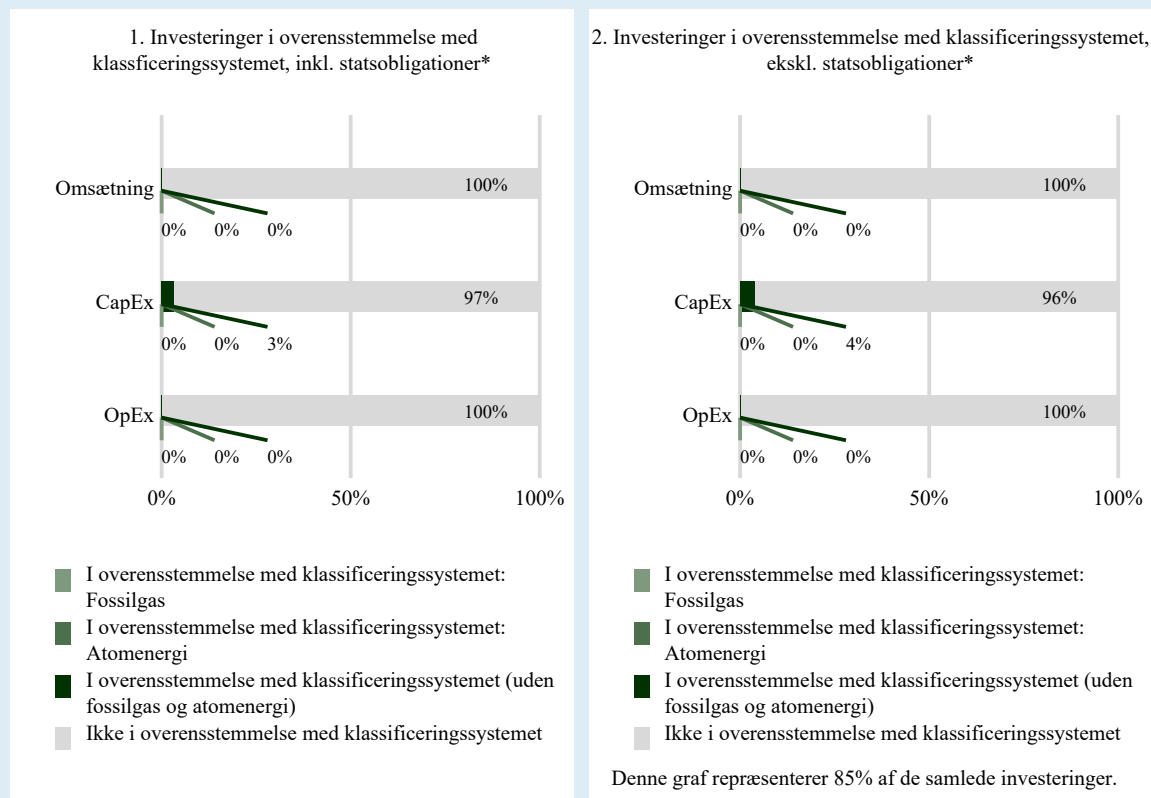 1. Investeringer i overensstemmelse med
klassficeringssystemet, inkl. statsobligationer*
Omsætning
100%
0% 0% 0%
CapEx
97%
0% 0% 3%
OpEx
100%
0% 0% 0%
0% 50% 100%
I overensstemmelse med klassificeringssystemet:
Fossilgas
I overensstemmelse med klassificeringssystemet:
Atomenergi
I overensstemmelse med klassificeringssystemet (uden
fossilgas og atomenergi)
Ikke i overensstemmelse med klassificeringssystemet
2. Investeringer i overensstemmelse med klassificeringssystemet,
ekskl. statsobligationer*
Omsætning
100%
0% 0% 0%
CapEx
96%
0% 0% 4%
OpEx
100%
0% 0% 0%
0% 50% 100%
I overensstemmelse med klassificeringssystemet:
Fossilgas
I overensstemmelse med klassificeringssystemet:
Atomenergi
I overensstemmelse med klassificeringssystemet (uden
fossilgas og atomenergi)
Ikke i overensstemmelse med klassificeringssystemet
Denne graf repræsenterer 85% af de samlede investeringer.